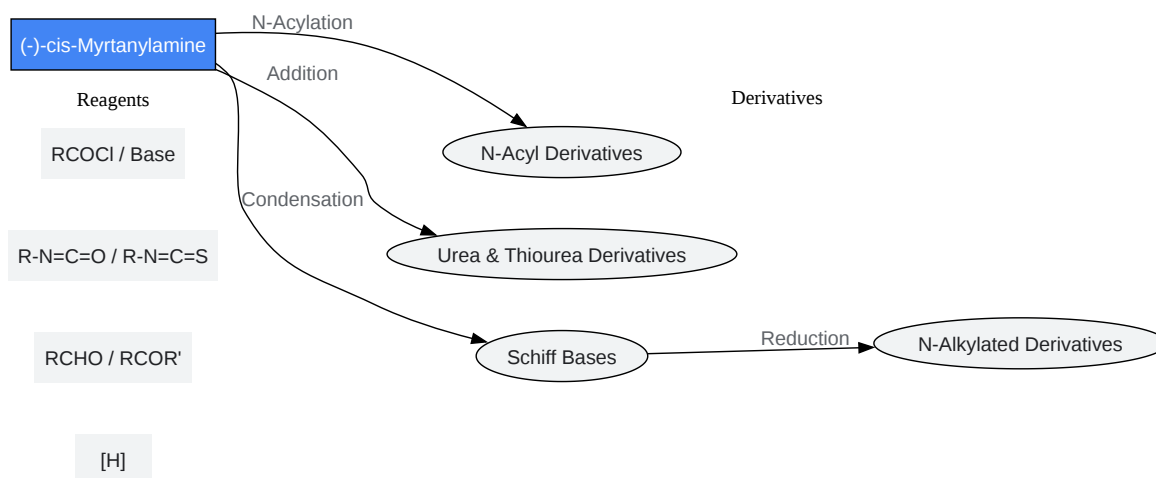 (-)-cis-Myrtanylamine
N-Acylation
Addition
Reagents
Derivatives
RCOCl / Base
N-Acyl Derivatives
Condensation
R-N=C=O / R-N=C=S
Urea & Thiourea Derivatives
RCHO / RCOR'
Schiff Bases
Reduction
N-Alkylated Derivatives
[H]